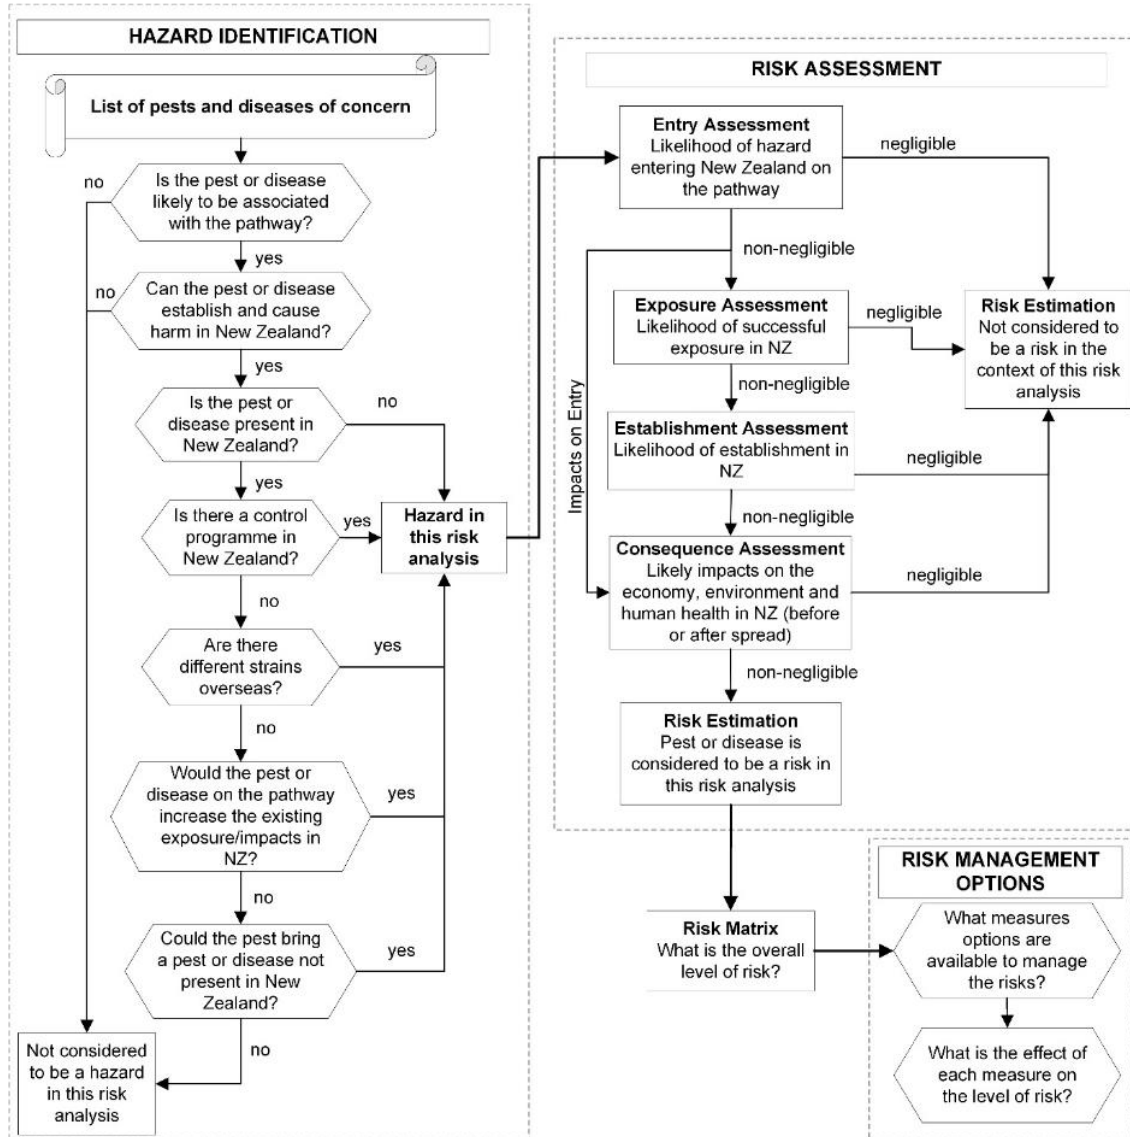 HAZARD IDENTIFICATION
List of pests and diseases of concern
Is the pest or disease
likely to be associated
with the pathway?
no
yes
Can the pest or disease
establish and cause
harm in New Zealand?
no
yes
Is the pest or
disease present in
New Zealand?
no
yes
Is there a control
programme in
New Zealand?
yes
no
Hazard in
this risk
analysis
Are there
different strains
overseas?
yes
no
Would the pest or
disease on the pathway
increase the existing
exposure/impacts in
NZ?
yes
no
Could the pest bring
a pest or disease not
present in New
Zealand?
yes
no
Not considered
to be a hazard
in this risk
analysis
RISK ASSESSMENT
Entry Assessment
Likelihood of hazard
entering New Zealand on
the pathway
negligible
non-negligible
Impacts on Entry
Exposure Assessment
Likelihood of successful
exposure in NZ
negligible
non-negligible
Risk Estimation
Not considered to
be a risk in the
context of this risk
analysis
Establishment Assessment
Likelihood of establishment in
NZ
negligible
non-negligible
Consequence Assessment
Likely impacts on the
economy, environment and
human health in NZ (before
or after spread)
negligible
non-negligible
Risk Estimation
Pest or disease is
considered to be a risk in
this risk analysis
Risk Matrix
What is the overall
level of risk?
RISK MANAGEMENT
OPTIONS
What measures
options are
available to manage
the risks?
What is the effect of
each measure on
the level of risk?